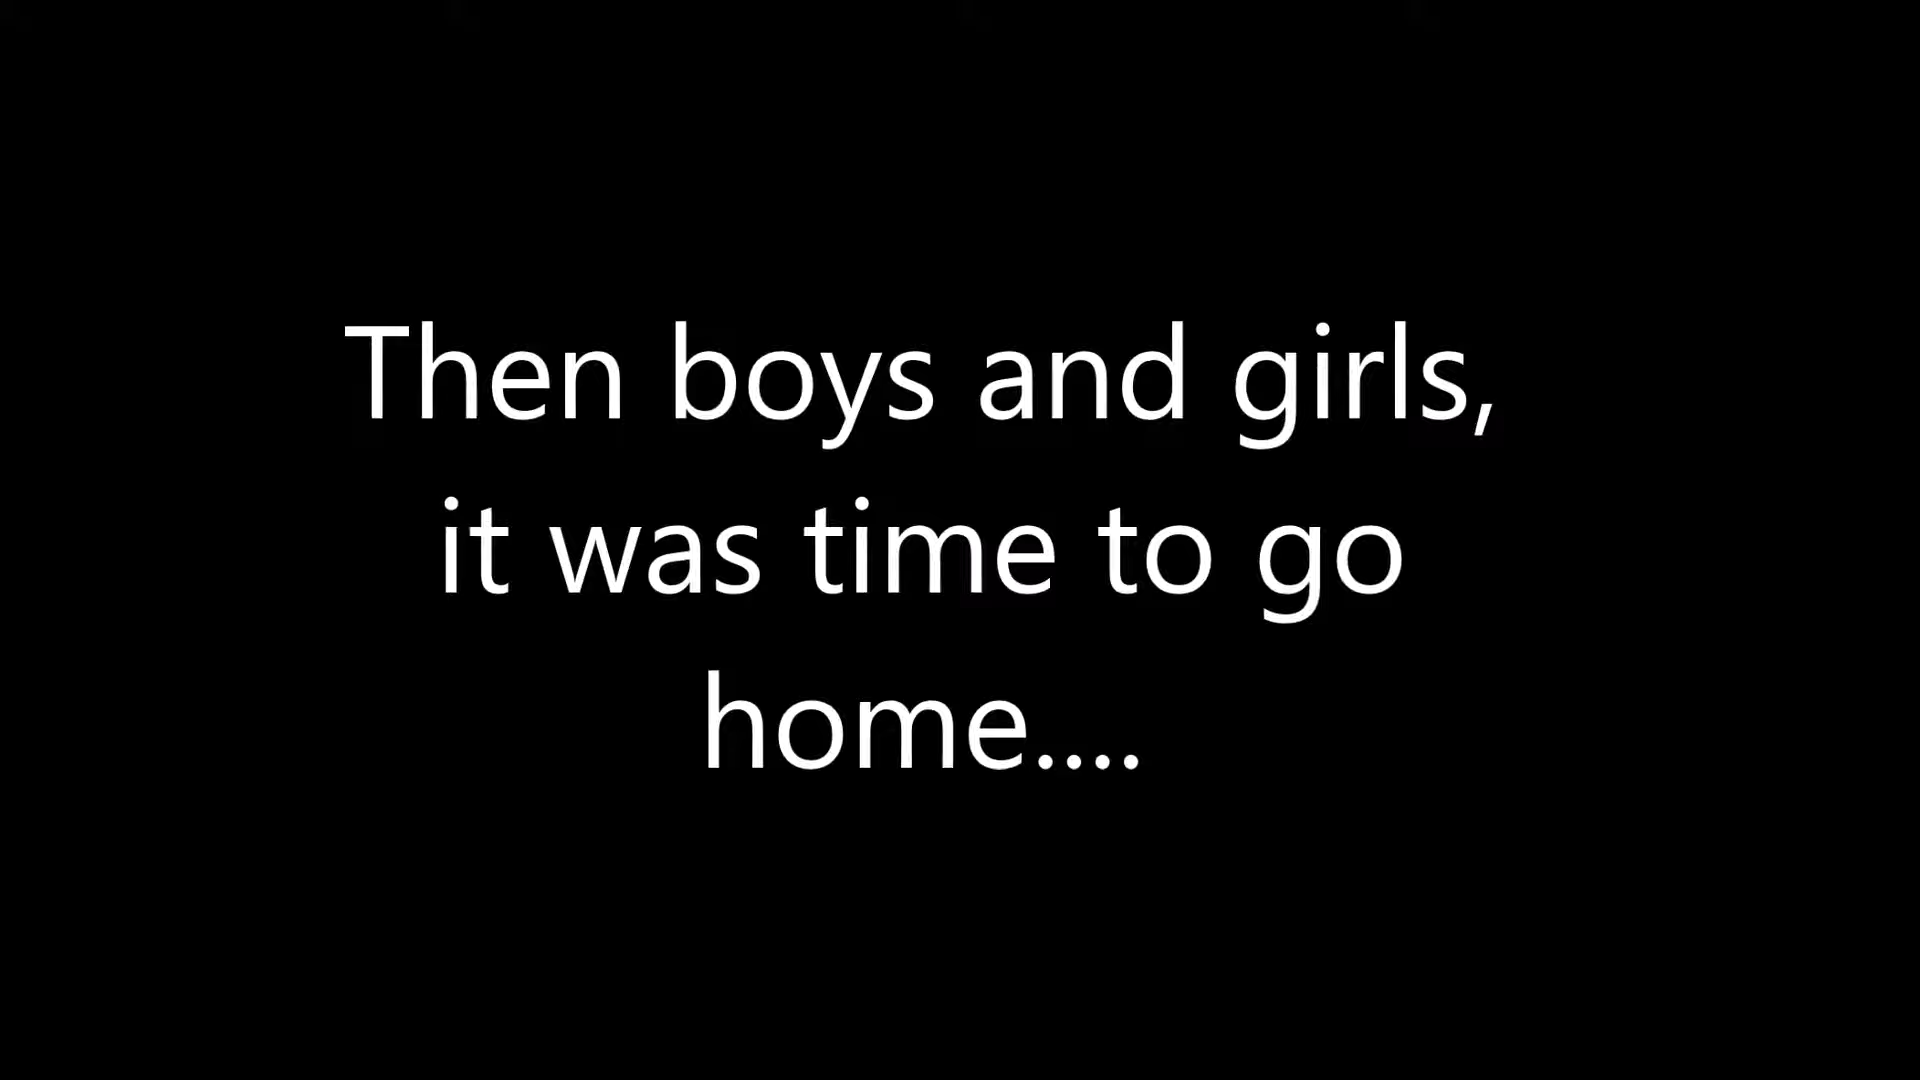 Then boys and girls,
it was time to go
home....